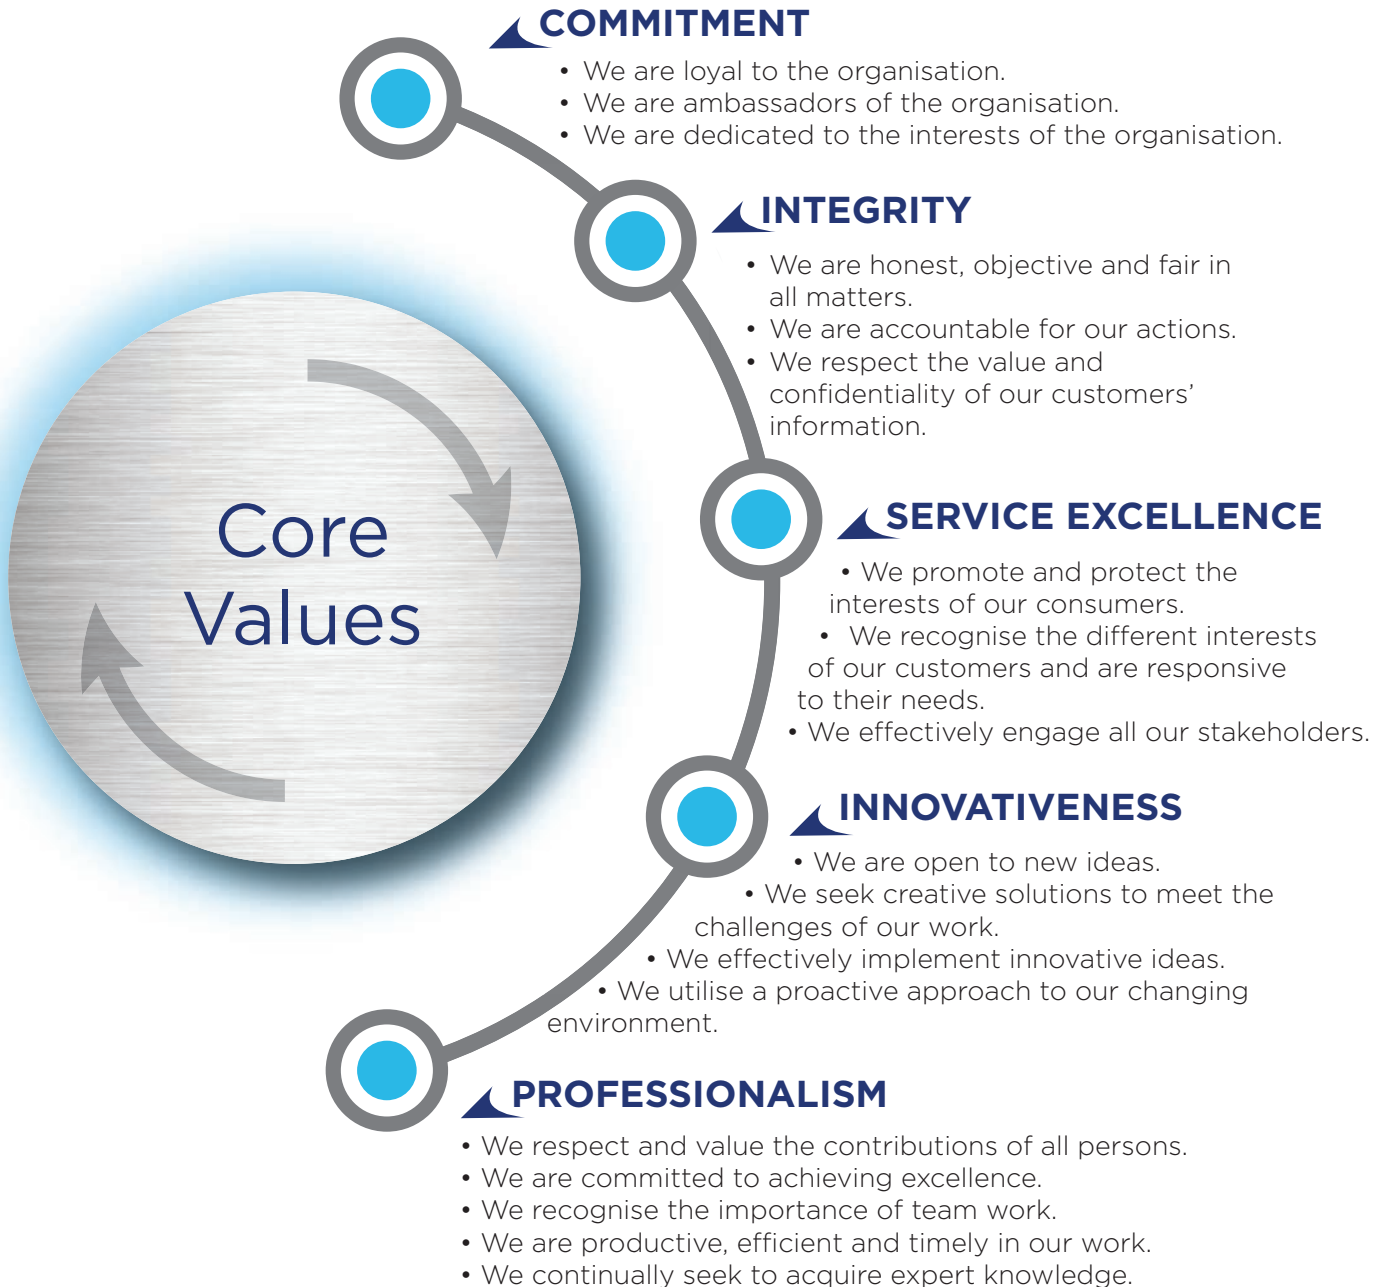 COMMITMENT
• We are loyal to the organisation.
• We are ambassadors of the organisation.
• We are dedicated to the interests of the organisation.
INTEGRITY
• We are honest, objective and fair in
all matters.
• We are accountable for our actions.
• We respect the value and
confidentiality of our customers’
information.
Core
Values
SERVICE EXCELLENCE
• We promote and protect the
interests of our consumers.
• We recognise the different interests
of our customers and are responsive
to their needs.
• We effectively engage all our stakeholders.
INNOVATIVENESS
• We are open to new ideas.
• We seek creative solutions to meet the
challenges of our work.
• We effectively implement innovative ideas.
• We utilise a proactive approach to our changing
environment.
PROFESSIONALISM
• We respect and value the contributions of all persons.
• We are committed to achieving excellence.
• We recognise the importance of team work.
• We are productive, efficient and timely in our work.
• We continually seek to acquire expert knowledge.